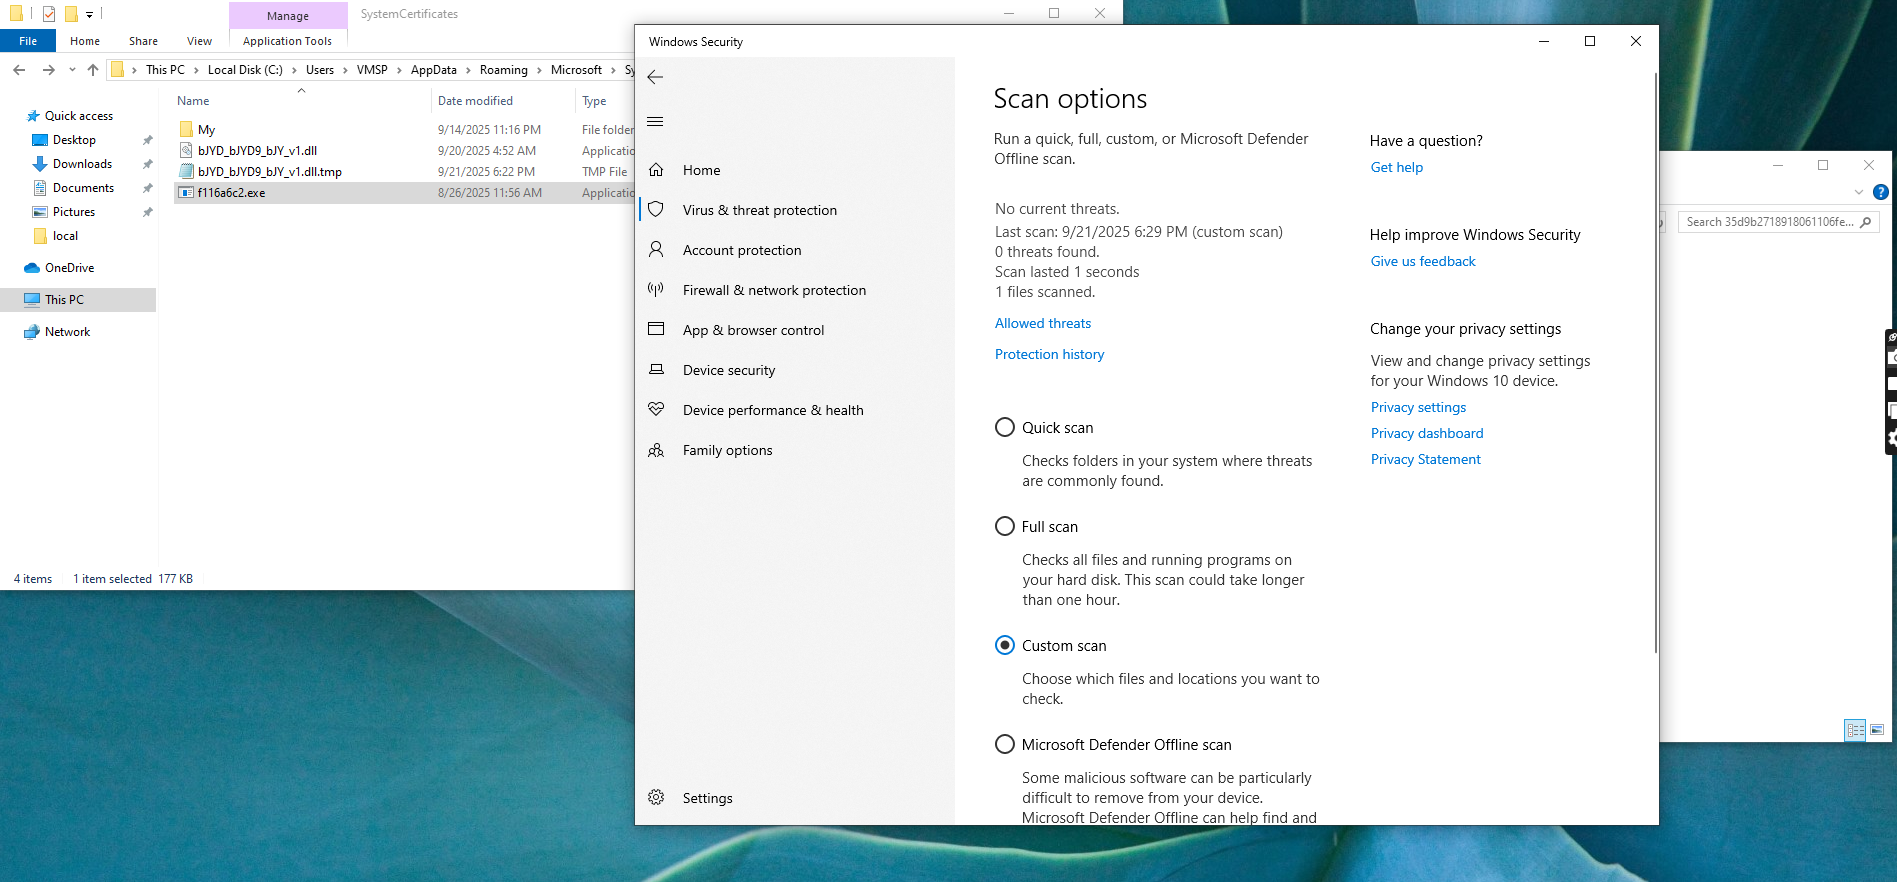 Manage
SystemCertificates
File
Home
Share
View
Application Tools
This PC
Local Disk (C:)
Users
VMSP
AppData
Roaming
Microsoft
Name
Date modified
Type
Quick access
Desktop
Downloads
Documents
Pictures
local
OneDrive
This PC
Network
My
9/14/2025 11:16 PM
File folder
bJYD_bJYD9_bJY_v1.dll
9/20/2025 4:52 AM
Applicatio
bJYD_bJYD9_bJY_v1.dll.tmp
9/21/2025 6:22 PM
TMP File
f116a6c2.exe
8/26/2025 11:56 AM
Applicatio
4 items
1 item selected 177 KB
Windows Security
Home
Virus & threat protection
Account protection
Firewall & network protection
App & browser control
Device security
Device performance & health
Family options
Settings
Scan options
Run a quick, full, custom, or Microsoft Defender
Offline scan.
No current threats.
Last scan: 9/21/2025 6:29 PM (custom scan)
0 threats found.
Scan lasted 1 seconds
1 files scanned.
Allowed threats
Protection history
Quick scan
Checks folders in your system where threats
are commonly found.
Full scan
Checks all files and running programs on
your hard disk. This scan could take longer
than one hour.
Custom scan
Choose which files and locations you want to
check.
Microsoft Defender Offline scan
Some malicious software can be particularly
difficult to remove from your device.
Microsoft Defender Offline can help find and
Have a question?
Get help
Help improve Windows Security
Give us feedback
Change your privacy settings
View and change privacy settings
for your Windows 10 device.
Privacy settings
Privacy dashboard
Privacy Statement
Search 35d9b2718918061106fe...